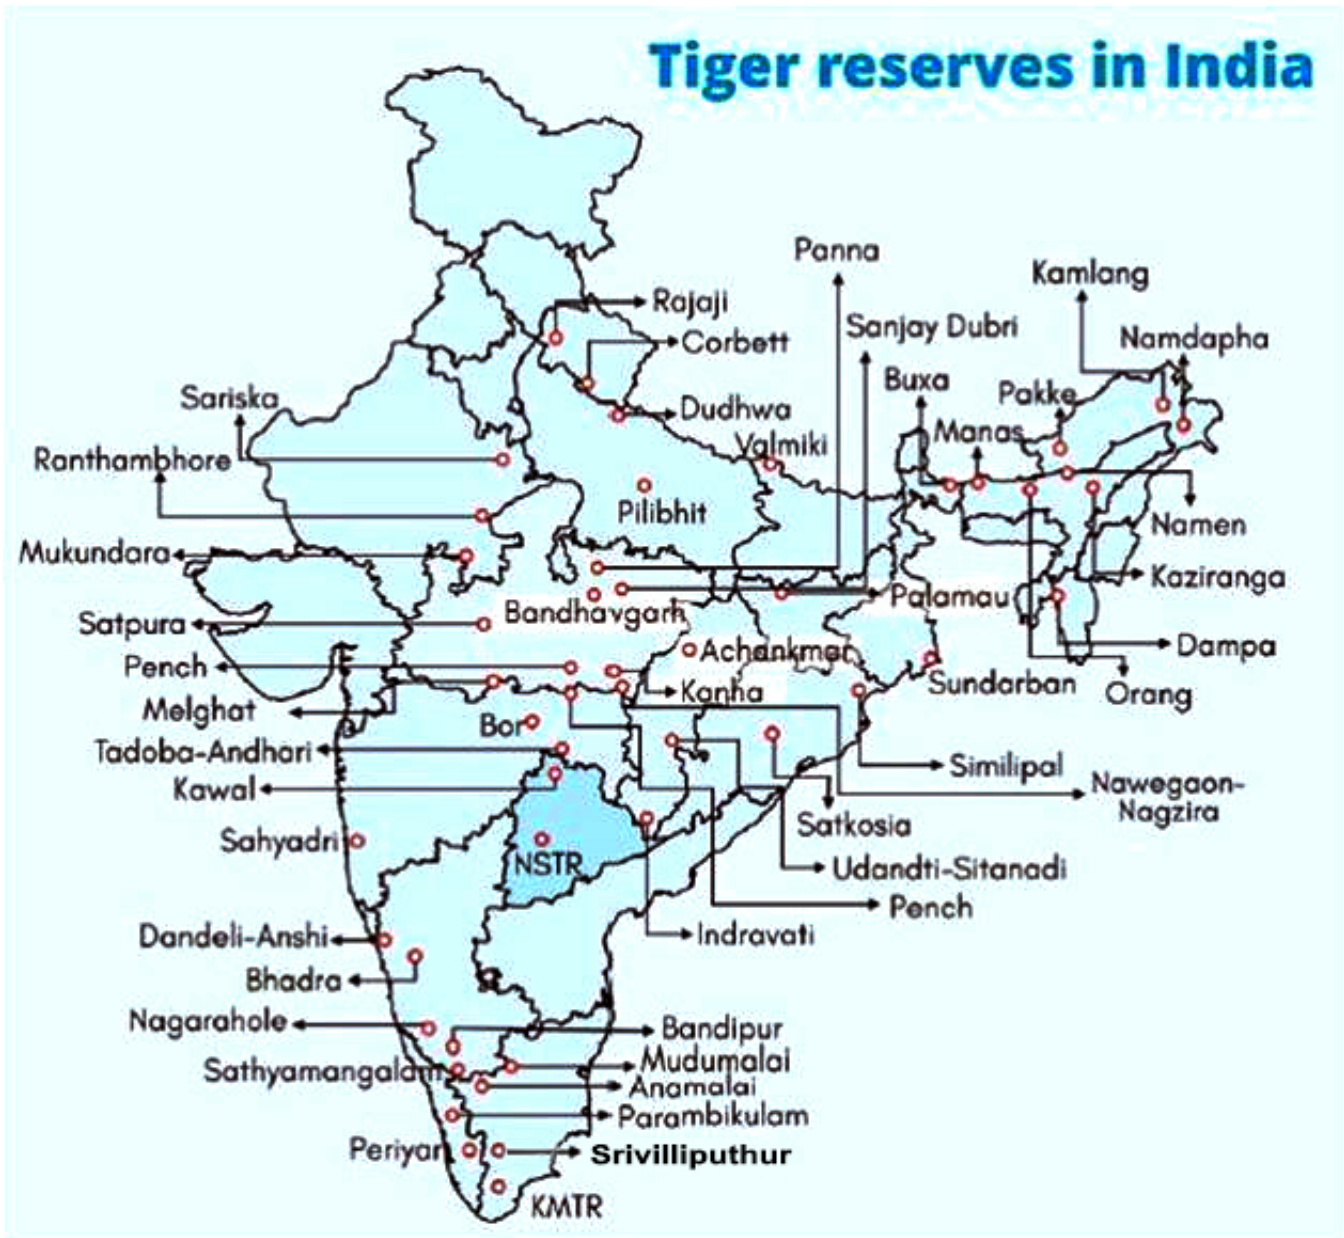 Tiger reserves in India
Panna
Kamlang
Rajaji
Sanjay Dubri
Corbett
Namdapha
Buxa
Pakke
Sariska
Dudhwa
Manas
Valmiki
Ranthambhore
Pilibhit
Namen
Mukundara
Kaziranga
Palamau
Bandhavgarh
Satpura
Achankmar
Dampa
Pench
Kanha
Sundarban
Orang
Melghat
Bor
Tadoba-Andhari
Similipal
Kawal
Nawegaon-
Nagzira
Satkosia
Sahyadri
NSTR
Udandti-Sitanadi
Pench
Dandeli-Anshi
Indravati
Bhadra
Nagarahole
Bandipur
Mudumalai
Sathyamangalam
Anamalai
Parambikulam
Periyar
Srivilliputhur
KMTR